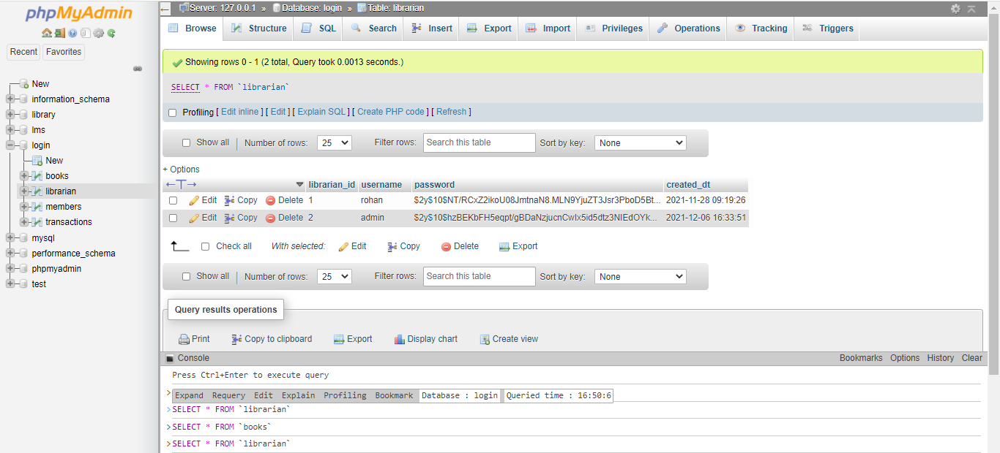 phpMyAdmin
Recent Favorites
New
information_schema
library
lms
login
New
books
librarian
members
transactions
mysql
performance_schema
phpmyadmin
test
Server: 127.0.0.1 » Database: login » Table: librarian
Browse Structure SQL Search Insert Export Import Privileges Operations Tracking Triggers
Showing rows 0 - 1 (2 total, Query took 0.0013 seconds.)
SELECT * FROM `librarian`
Profiling [ Edit inline ] [ Edit ] [ Explain SQL ] [ Create PHP code ] [ Refresh ]
Show all Number of rows: 25 Filter rows: Search this table Sort by key: None
+ Options
←T→ librarian_id username password created_dt
Edit Copy Delete 1 rohan $2y$10$NT/RCxZ2ikoU08JmtnaN8.MLN9YjuZT3Jsr3PboD5Bt... 2021-11-28 09:19:26
Edit Copy Delete 2 admin $2y$10$hzBEKbFH5eqpt/gBDaNzjucnCwIx5id5dtz3NIEdOYk... 2021-12-06 16:33:51
Check all With selected: Edit Copy Delete Export
Show all Number of rows: 25 Filter rows: Search this table Sort by key: None
Query results operations
Print Copy to clipboard Export Display chart Create view
Console Bookmarks Options History Clear
Press Ctrl+Enter to execute query
> Expand Requery Edit Explain Profiling Bookmark Database : login Queried time : 16:50:6
>SELECT * FROM `librarian`
>SELECT * FROM `books`
>SELECT * FROM `librarian`